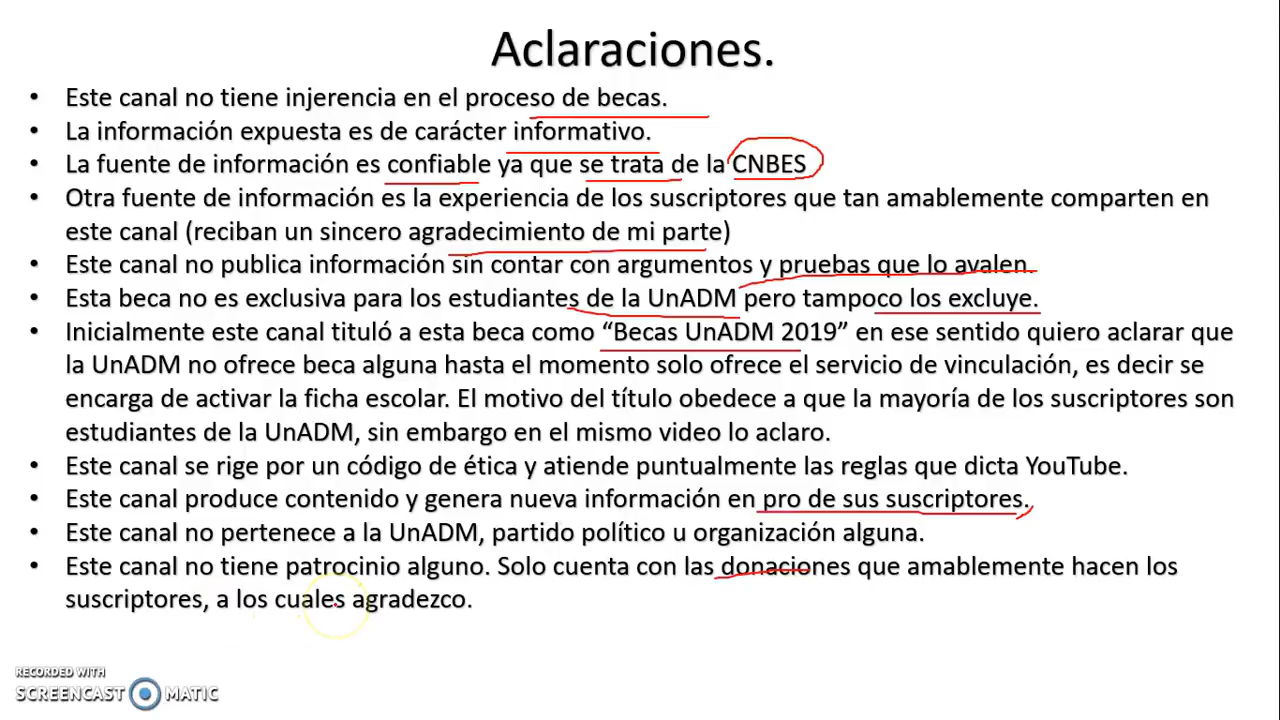 Aclaraciones.
• Este canal no tiene injerencia en el proceso de becas.
• La información expuesta es de carácter informativo.
• La fuente de información es confiable ya que se trata de la CNBES
• Otra fuente de información es la experiencia de los suscriptores que tan amablemente comparten en
este canal (reciban un sincero agradecimiento de mi parte)
• Este canal no publica información sin contar con argumentos y pruebas que lo avalen.
• Esta beca no es exclusiva para los estudiantes de la UnADM pero tampoco los excluye.
• Inicialmente este canal tituló a esta beca como “Becas UnADM 2019” en ese sentido quiero aclarar que
la UnADM no ofrece beca alguna hasta el momento solo ofrece el servicio de vinculación, es decir se
encarga de activar la ficha escolar. El motivo del título obedece a que la mayoría de los suscriptores son
estudiantes de la UnADM, sin embargo en el mismo video lo aclaro.
• Este canal se rige por un código de ética y atiende puntualmente las reglas que dicta YouTube.
• Este canal produce contenido y genera nueva información en pro de sus suscriptores.
• Este canal no pertenece a la UnADM, partido político u organización alguna.
• Este canal no tiene patrocinio alguno. Solo cuenta con las donaciones que amablemente hacen los
suscriptores, a los cuales agradezco.
RECORDED WITH
SCREENCAST MATIC